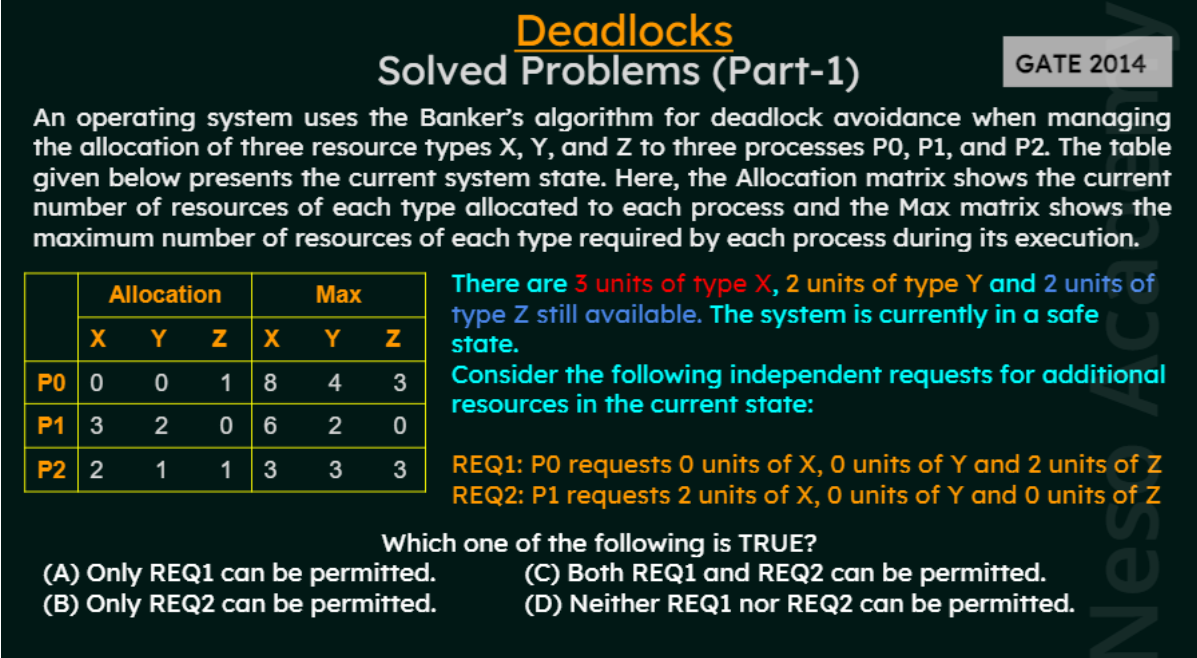 Deadlocks
Solved Problems (Part-1)
GATE 2014
An operating system uses the Banker's algorithm for deadlock avoidance when managing
the allocation of three resource types X, Y, and Z to three processes P0, P1, and P2. The table
given below presents the current system state. Here, the Allocation matrix shows the current
number of resources of each type allocated to each process and the Max matrix shows the
maximum number of resources of each type required by each process during its execution.
Allocation Max
X Y Z X Y Z
P0 0 0 1 8 4 3
P1 3 2 0 6 2 0
P2 2 1 1 3 3 3
There are 3 units of type X, 2 units of type Y and 2 units of
type Z still available. The system is currently in a safe
state.
Consider the following independent requests for additional
resources in the current state:
REQ1: P0 requests 0 units of X, 0 units of Y and 2 units of Z
REQ2: P1 requests 2 units of X, 0 units of Y and 0 units of Z
Which one of the following is TRUE?
(A) Only REQ1 can be permitted.
(B) Only REQ2 can be permitted.
(C) Both REQ1 and REQ2 can be permitted.
(D) Neither REQ1 nor REQ2 can be permitted.
Neso Academy